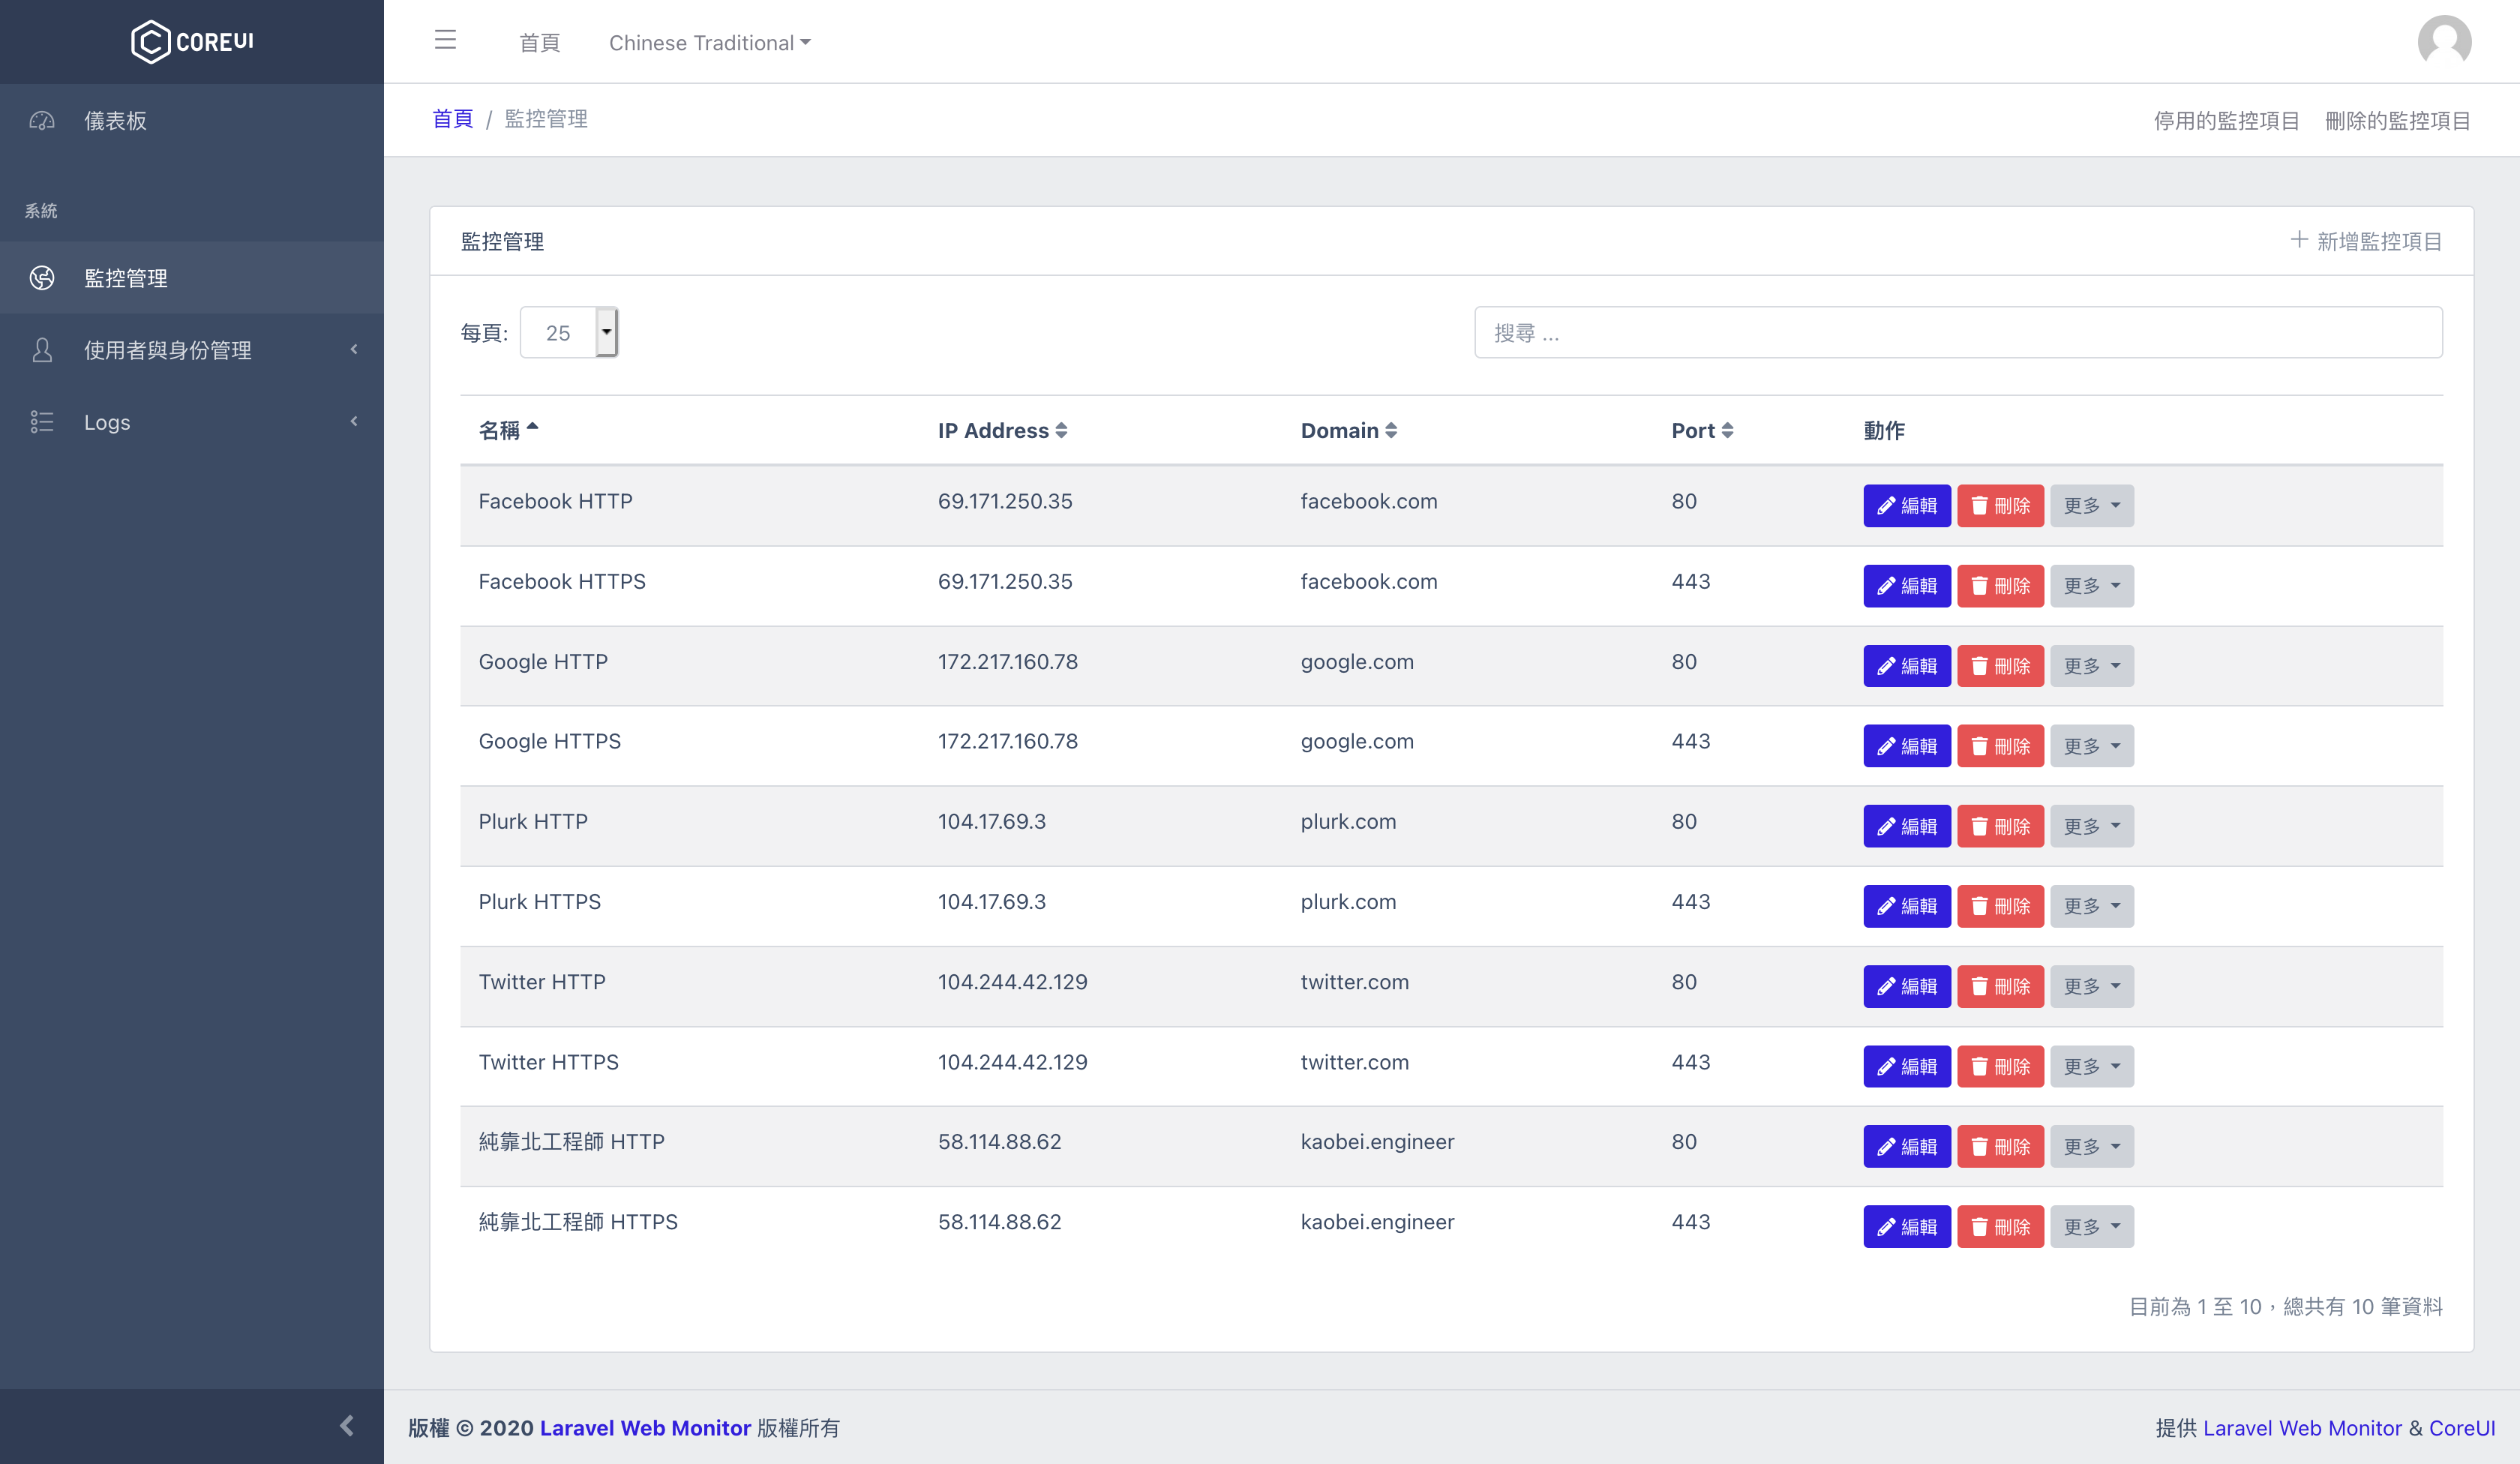 COREUI
首頁 Chinese Traditional
儀表板
首頁 / 監控管理
停用的監控項目 刪除的監控項目
系統
監控管理
使用者與身份管理
Logs
監控管理
新增監控項目
每頁: 25
搜尋 ...
名稱 IP Address Domain Port 動作
Facebook HTTP 69.171.250.35 facebook.com 80 編輯 刪除 更多
Facebook HTTPS 69.171.250.35 facebook.com 443 編輯 刪除 更多
Google HTTP 172.217.160.78 google.com 80 編輯 刪除 更多
Google HTTPS 172.217.160.78 google.com 443 編輯 刪除 更多
Plurk HTTP 104.17.69.3 plurk.com 80 編輯 刪除 更多
Plurk HTTPS 104.17.69.3 plurk.com 443 編輯 刪除 更多
Twitter HTTP 104.244.42.129 twitter.com 80 編輯 刪除 更多
Twitter HTTPS 104.244.42.129 twitter.com 443 編輯 刪除 更多
純靠北工程師 HTTP 58.114.88.62 kaobei.engineer 80 編輯 刪除 更多
純靠北工程師 HTTPS 58.114.88.62 kaobei.engineer 443 編輯 刪除 更多
目前為 1 至 10，總共有 10 筆資料
版權 © 2020 Laravel Web Monitor 版權所有
提供 Laravel Web Monitor & CoreUI